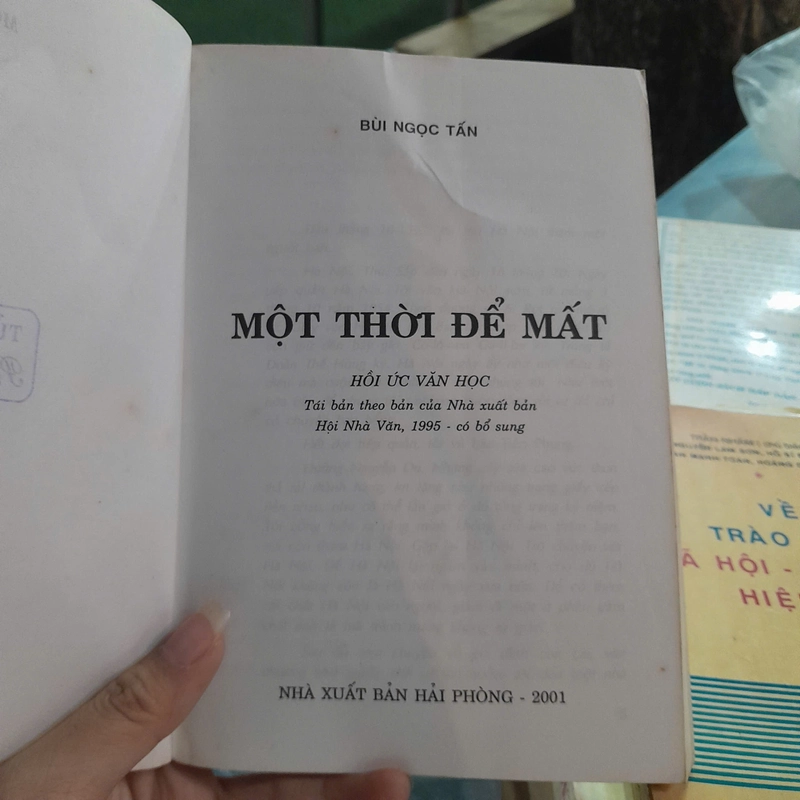 BÙI NGỌC TẤN
MỘT THỜI ĐỂ MẤT
HỒI ỨC VĂN HỌC
Tái bản theo bản của Nhà xuất bản
Hội Nhà Văn, 1995 - có bổ sung
NHÀ XUẤT BẢN HẢI PHÒNG - 2001
VỀ
TRÀO
Á HỘI -
HIỆ